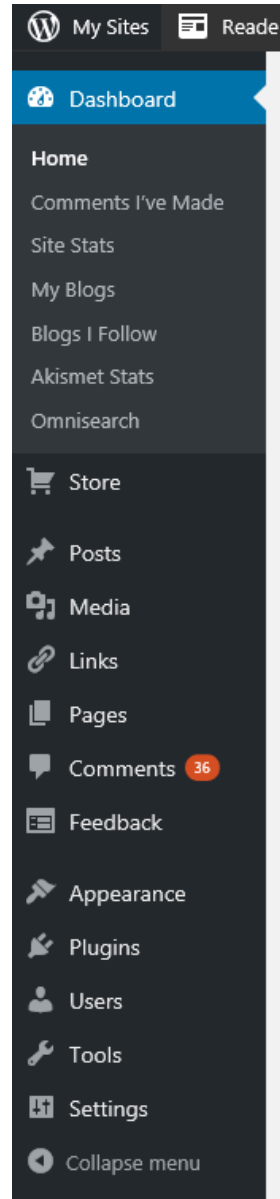 My Sites Reade
Dashboard
Home
Comments I've Made
Site Stats
My Blogs
Blogs I Follow
Akismet Stats
Omnisearch
Store
Posts
Media
Links
Pages
Comments 36
Feedback
Appearance
Plugins
Users
Tools
Settings
Collapse menu